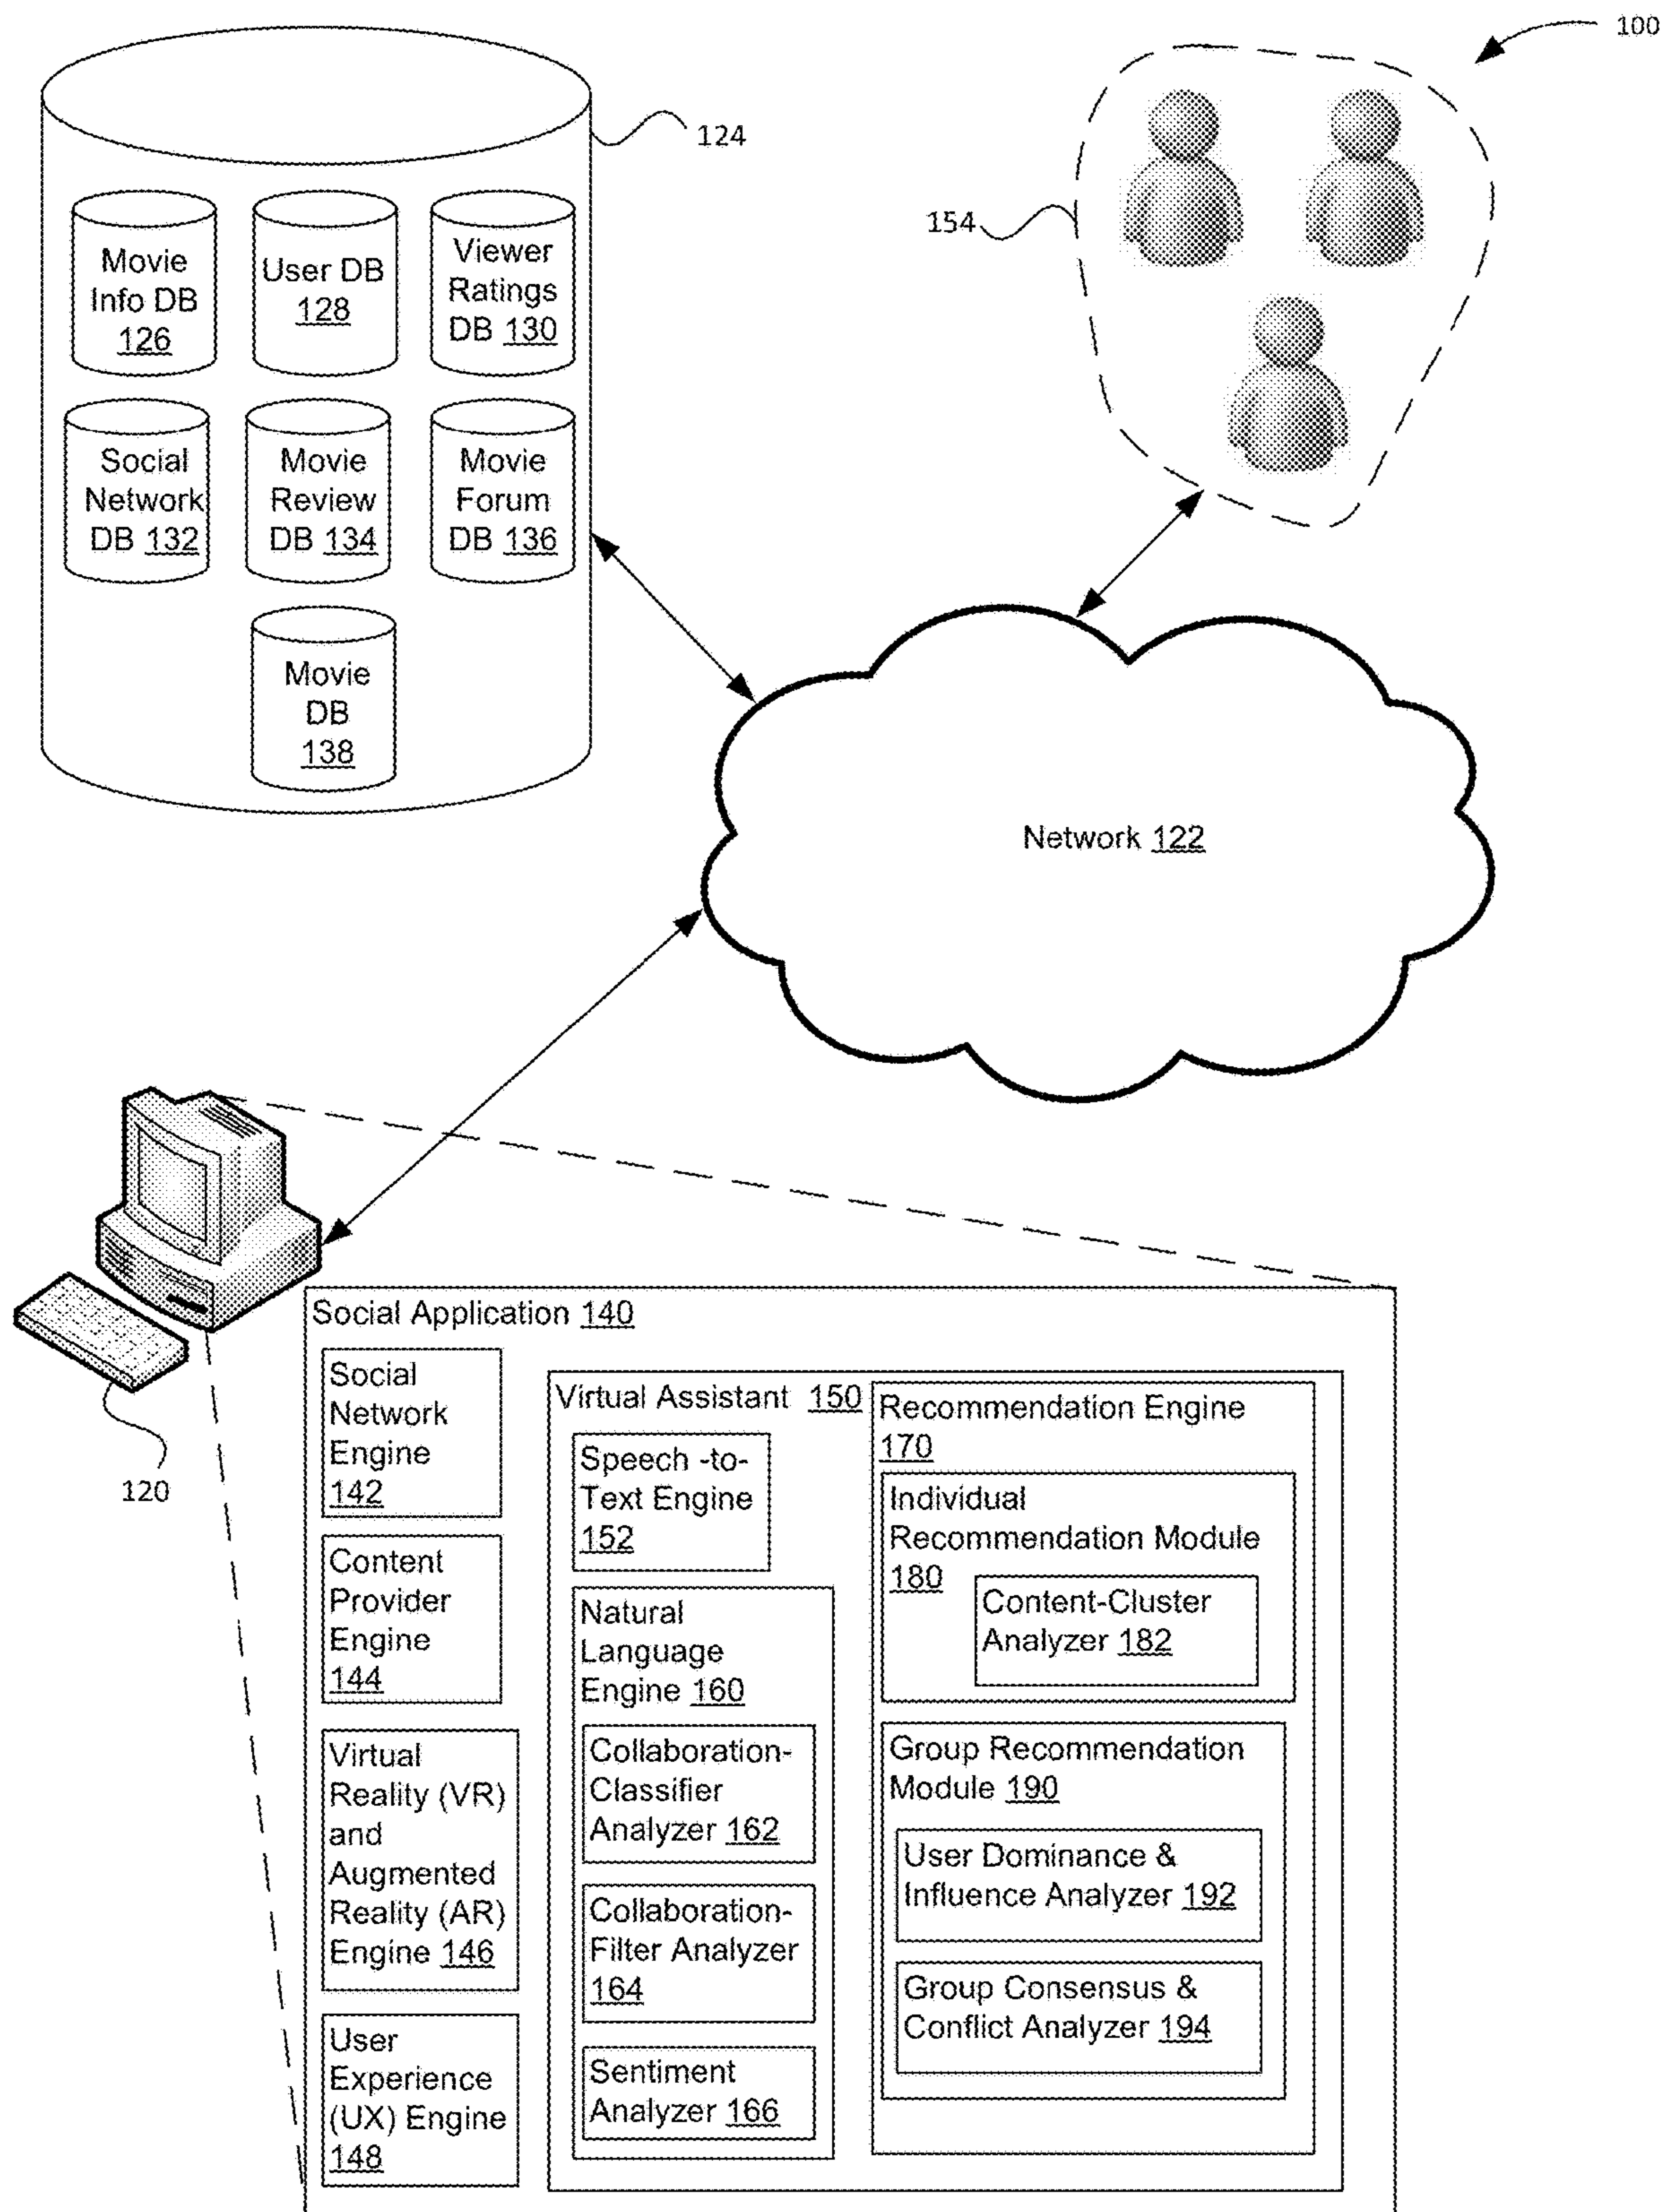 100
124
154
Movie
Info DB
126
User DB
128
Viewer
Ratings
DB 130
Social
Network
DB 132
Movie
Review
DB 134
Movie
Forum
DB 136
Movie
DB
138
Network 122
120
Social Application 140
Social
Network
Engine
142
Content
Provider
Engine
144
Virtual
Reality (VR)
and
Augmented
Reality (AR)
Engine 146
User
Experience
(UX) Engine
148
Virtual Assistant 150
Speech -to-
Text Engine
152
Natural
Language
Engine 160
Collaboration-
Classifier
Analyzer 162
Collaboration-
Filter Analyzer
164
Sentiment
Analyzer 166
Recommendation Engine
170
Individual
Recommendation Module
180
Content-Cluster
Analyzer 182
Group Recommendation
Module 190
User Dominance &
Influence Analyzer 192
Group Consensus &
Conflict Analyzer 194